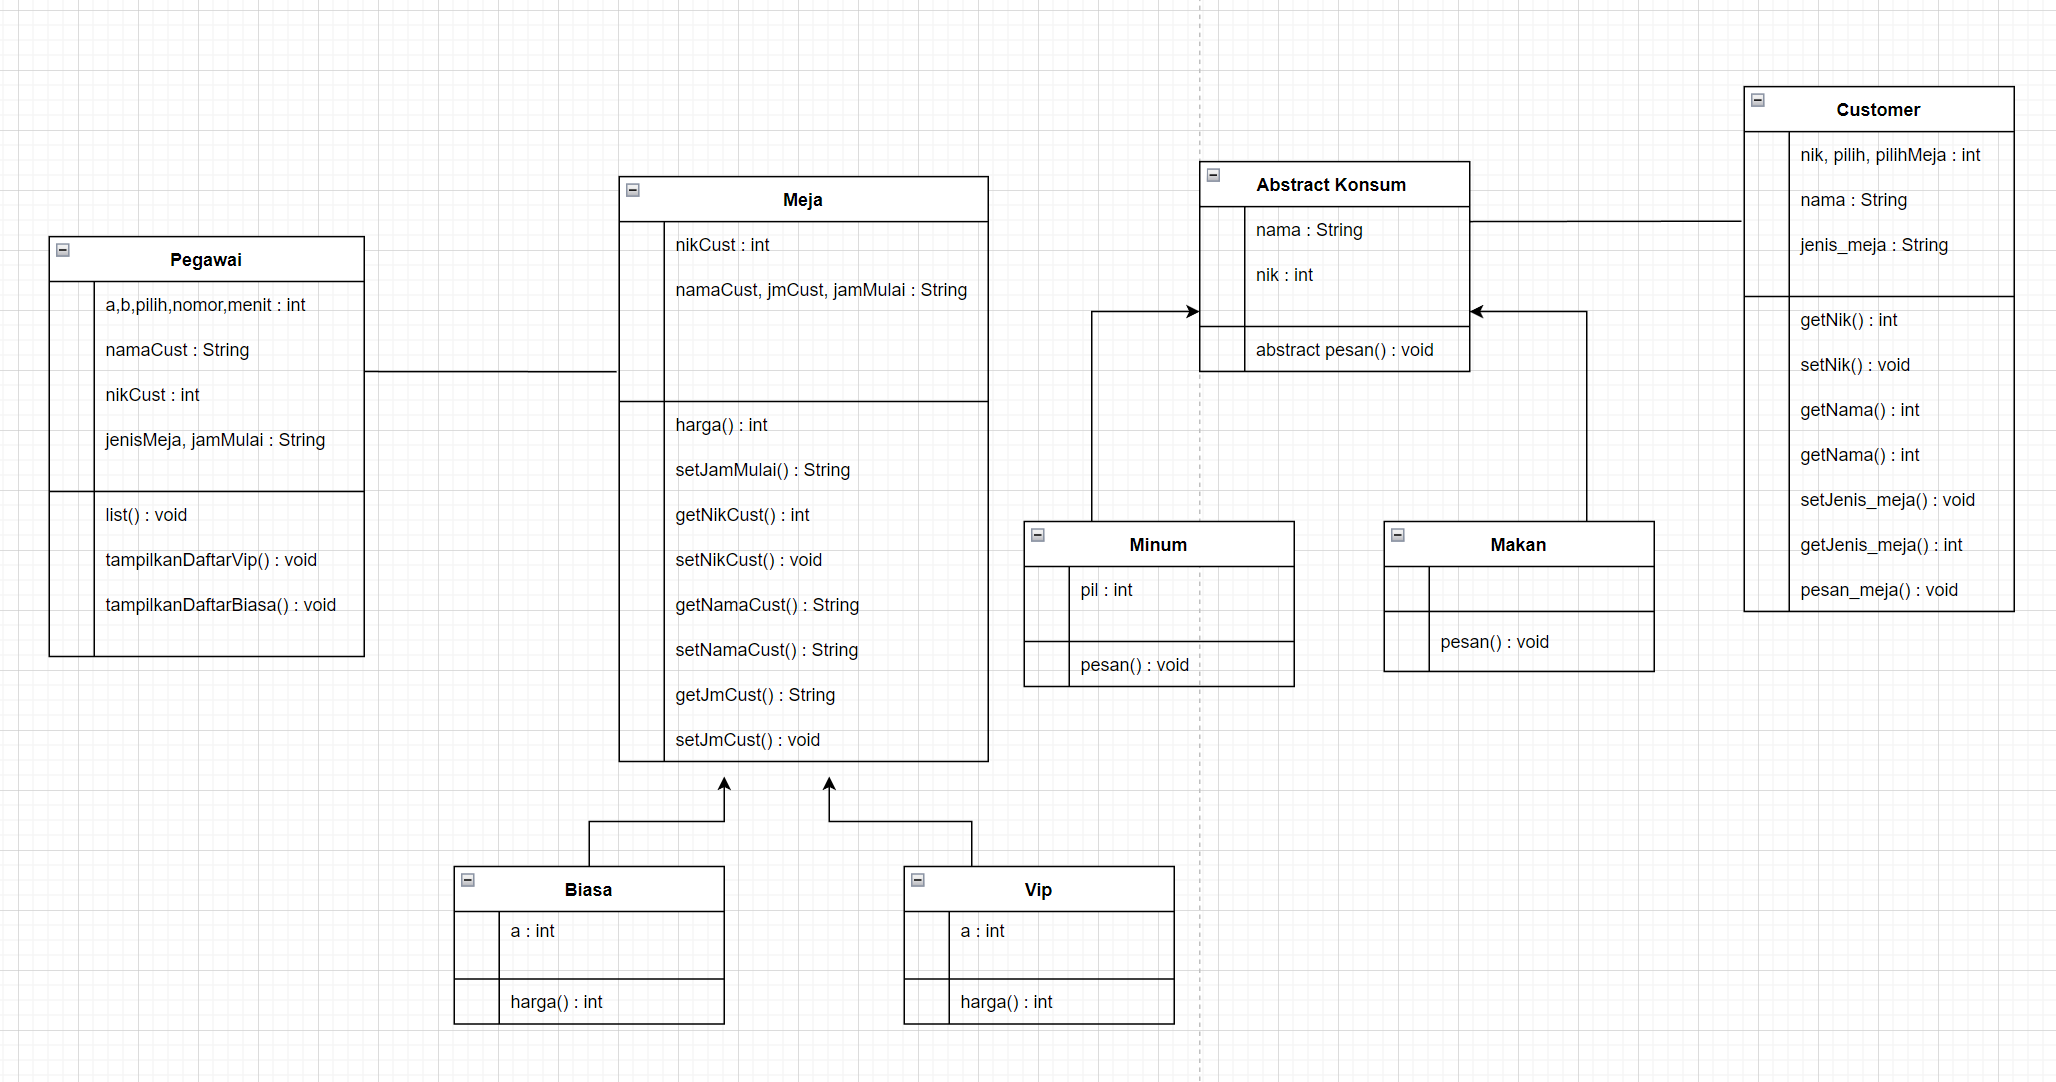 Pegawai
a,b,pilih,nomor,menit : int
namaCust : String
nikCust : int
jenisMeja, jamMulai : String
list() : void
tampilkanDaftarVip() : void
tampilkanDaftarBiasa() : void
Meja
nikCust : int
namaCust, jmCust, jamMulai : String
harga() : int
setJamMulai() : String
getNikCust() : int
setNikCust() : void
getNamaCust() : String
setNamaCust() : String
getJmCust() : String
setJmCust() : void
Biasa
a : int
harga() : int
Vip
a : int
harga() : int
Abstract Konsum
nama : String
nik : int
abstract pesan() : void
Minum
pil : int
pesan() : void
Makan
pesan() : void
Customer
nik, pilih, pilihMeja : int
nama : String
jenis_meja : String
getNik() : int
setNik() : void
getNama() : int
getNama() : int
setJenis_meja() : void
getJenis_meja() : int
pesan_meja() : void